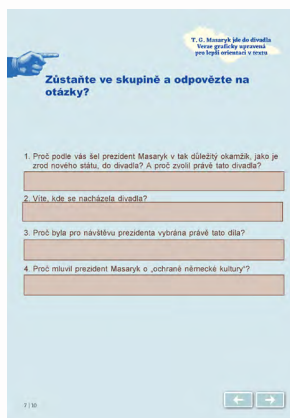 T. G. Masaryk jde do divadla
Verze graficky upravená
pro lepší orientaci v textu
Zůstaňte ve skupině a odpovězte na
otázky?
1. Proč podle vás šel prezident Masaryk v tak důležitý okamžik, jako je
zrod nového státu, do divadla? A proč zvolil právě tato divadla?
2. Víte, kde se nacházela divadla?
3. Proč byla pro návštěvu prezidenta vybrána právě tato díla?
4. Proč mluvil prezident Masaryk o „ochraně německé kultury“?
7 | 10